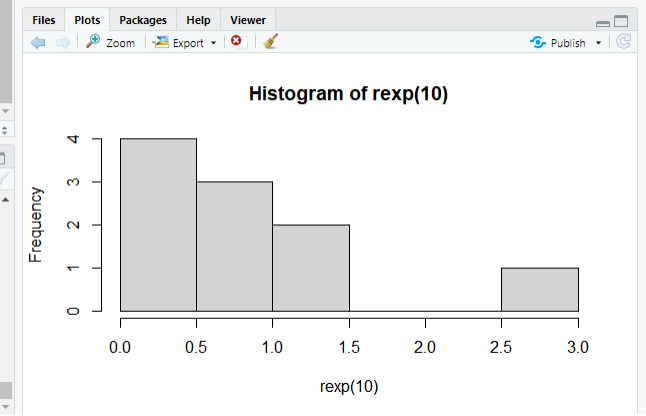 Files Plots Packages Help Viewer
Zoom Export Publish
Histogram of rexp(10)
Frequency
4
3
2
1
0
0.0 0.5 1.0 1.5 2.0 2.5 3.0
rexp(10)